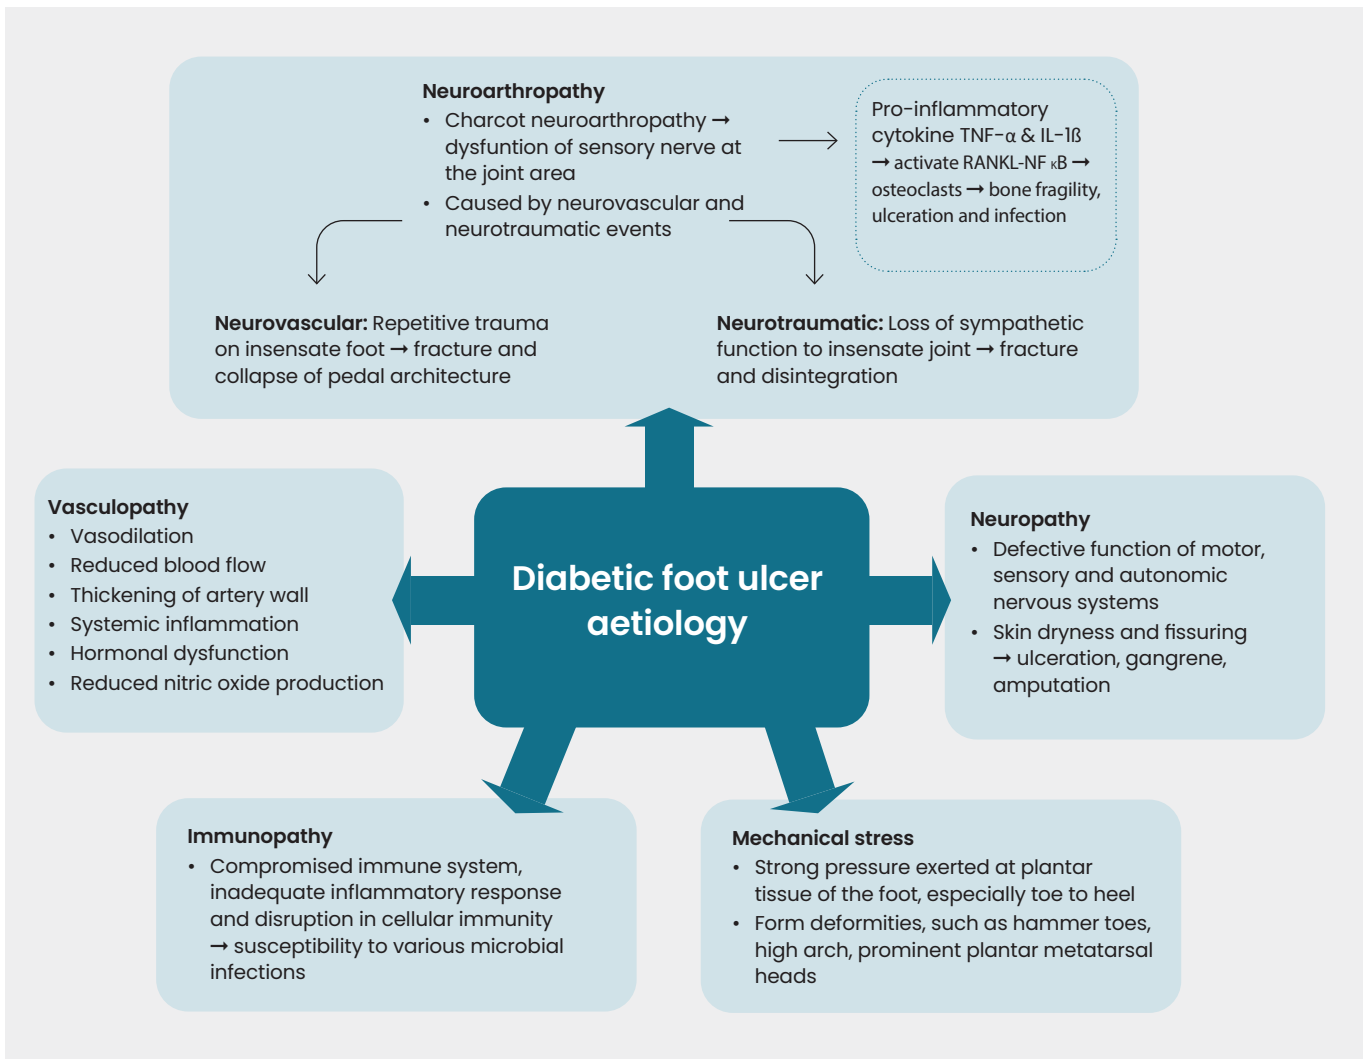 Neuroarthropathy
• Charcot neuroarthropathy →
dysfuntion of sensory nerve at
the joint area
• Caused by neurovascular and
neurotraumatic events
Pro-inflammatory
cytokine TNF-α & IL-1ß
→ activate RANKL-NF κB →
osteoclasts → bone fragility,
ulceration and infection
Neurovascular: Repetitive trauma
on insensate foot → fracture and
collapse of pedal architecture
Neurotraumatic: Loss of sympathetic
function to insensate joint → fracture
and disintegration
Vasculopathy
• Vasodilation
• Reduced blood flow
• Thickening of artery wall
• Systemic inflammation
• Hormonal dysfunction
• Reduced nitric oxide production
Diabetic foot ulcer
aetiology
Neuropathy
• Defective function of motor,
sensory and autonomic
nervous systems
• Skin dryness and fissuring
→ ulceration, gangrene,
amputation
Immunopathy
• Compromised immune system,
inadequate inflammatory response
and disruption in cellular immunity
→ susceptibility to various microbial
infections
Mechanical stress
• Strong pressure exerted at plantar
tissue of the foot, especially toe to heel
• Form deformities, such as hammer toes,
high arch, prominent plantar metatarsal
heads